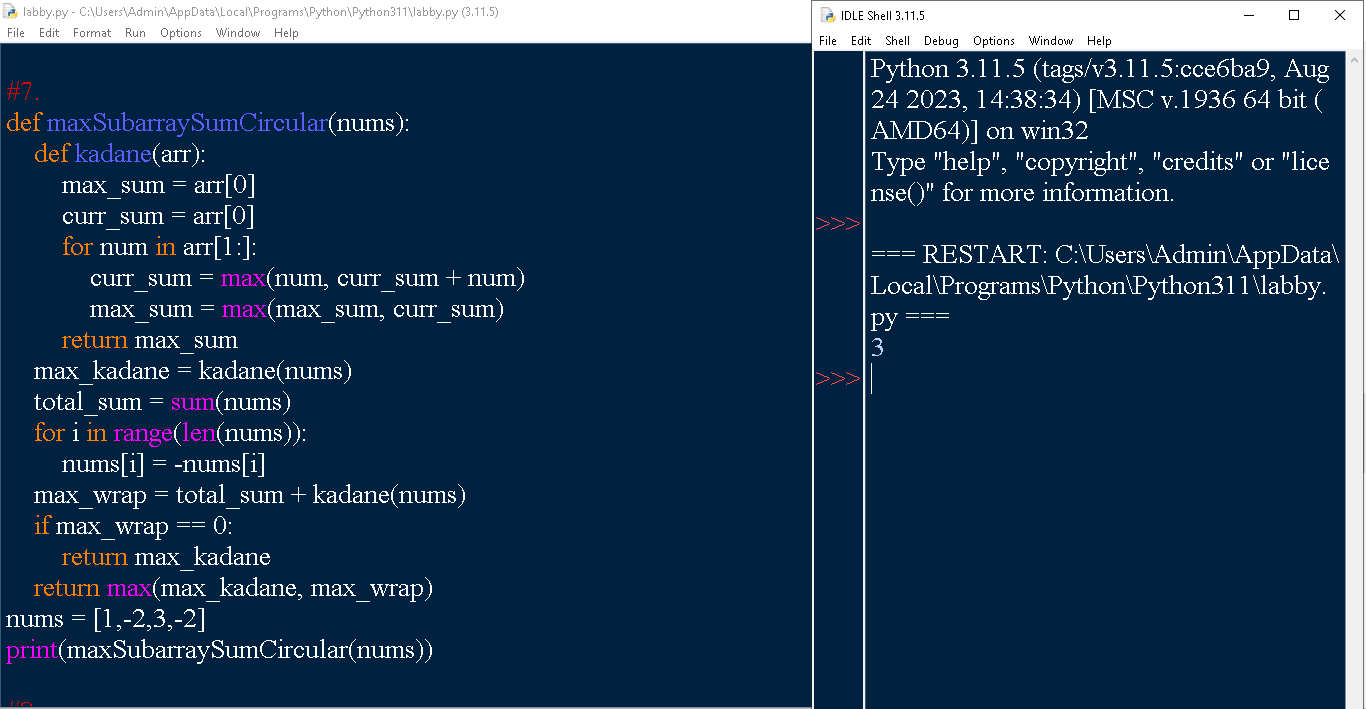 labby.py - C:\Users\Admin\AppData\Local\Programs\Python\Python311\labby.py (3.11.5)
File Edit Format Run Options Window Help
#7.
def maxSubarraySumCircular(nums):
    def kadane(arr):
        max_sum = arr[0]
        curr_sum = arr[0]
        for num in arr[1:]:
            curr_sum = max(num, curr_sum + num)
            max_sum = max(max_sum, curr_sum)
        return max_sum
    max_kadane = kadane(nums)
    total_sum = sum(nums)
    for i in range(len(nums)):
        nums[i] = -nums[i]
    max_wrap = total_sum + kadane(nums)
    if max_wrap == 0:
        return max_kadane
    return max(max_kadane, max_wrap)
nums = [1,-2,3,-2]
print(maxSubarraySumCircular(nums))
IDLE Shell 3.11.5
File Edit Shell Debug Options Window Help
Python 3.11.5 (tags/v3.11.5:cce6ba9, Aug
24 2023, 14:38:34) [MSC v.1936 64 bit (
AMD64)] on win32
Type "help", "copyright", "credits" or "lice
nse()" for more information.
>>>
=== RESTART: C:\Users\Admin\AppData\
Local\Programs\Python\Python311\labby.
py ===
3
>>>